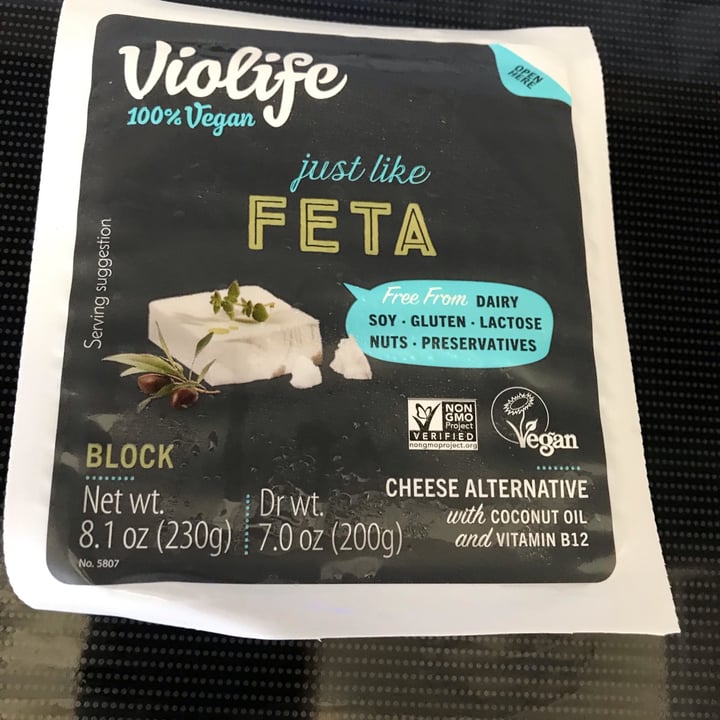 Violife
100% Vegan
OPEN
HERE
just like
FETA
Serving suggestion
Free From DAIRY
SOY · GLUTEN · LACTOSE
NUTS · PRESERVATIVES
NON
GMO
Project
VERIFIED
nongmoproject.org
Vegan
BLOCK
Net wt.
8.1 oz (230g)
Dr wt.
7.0 oz (200g)
No. 5807
CHEESE ALTERNATIVE
with COCONUT OIL
and VITAMIN B12